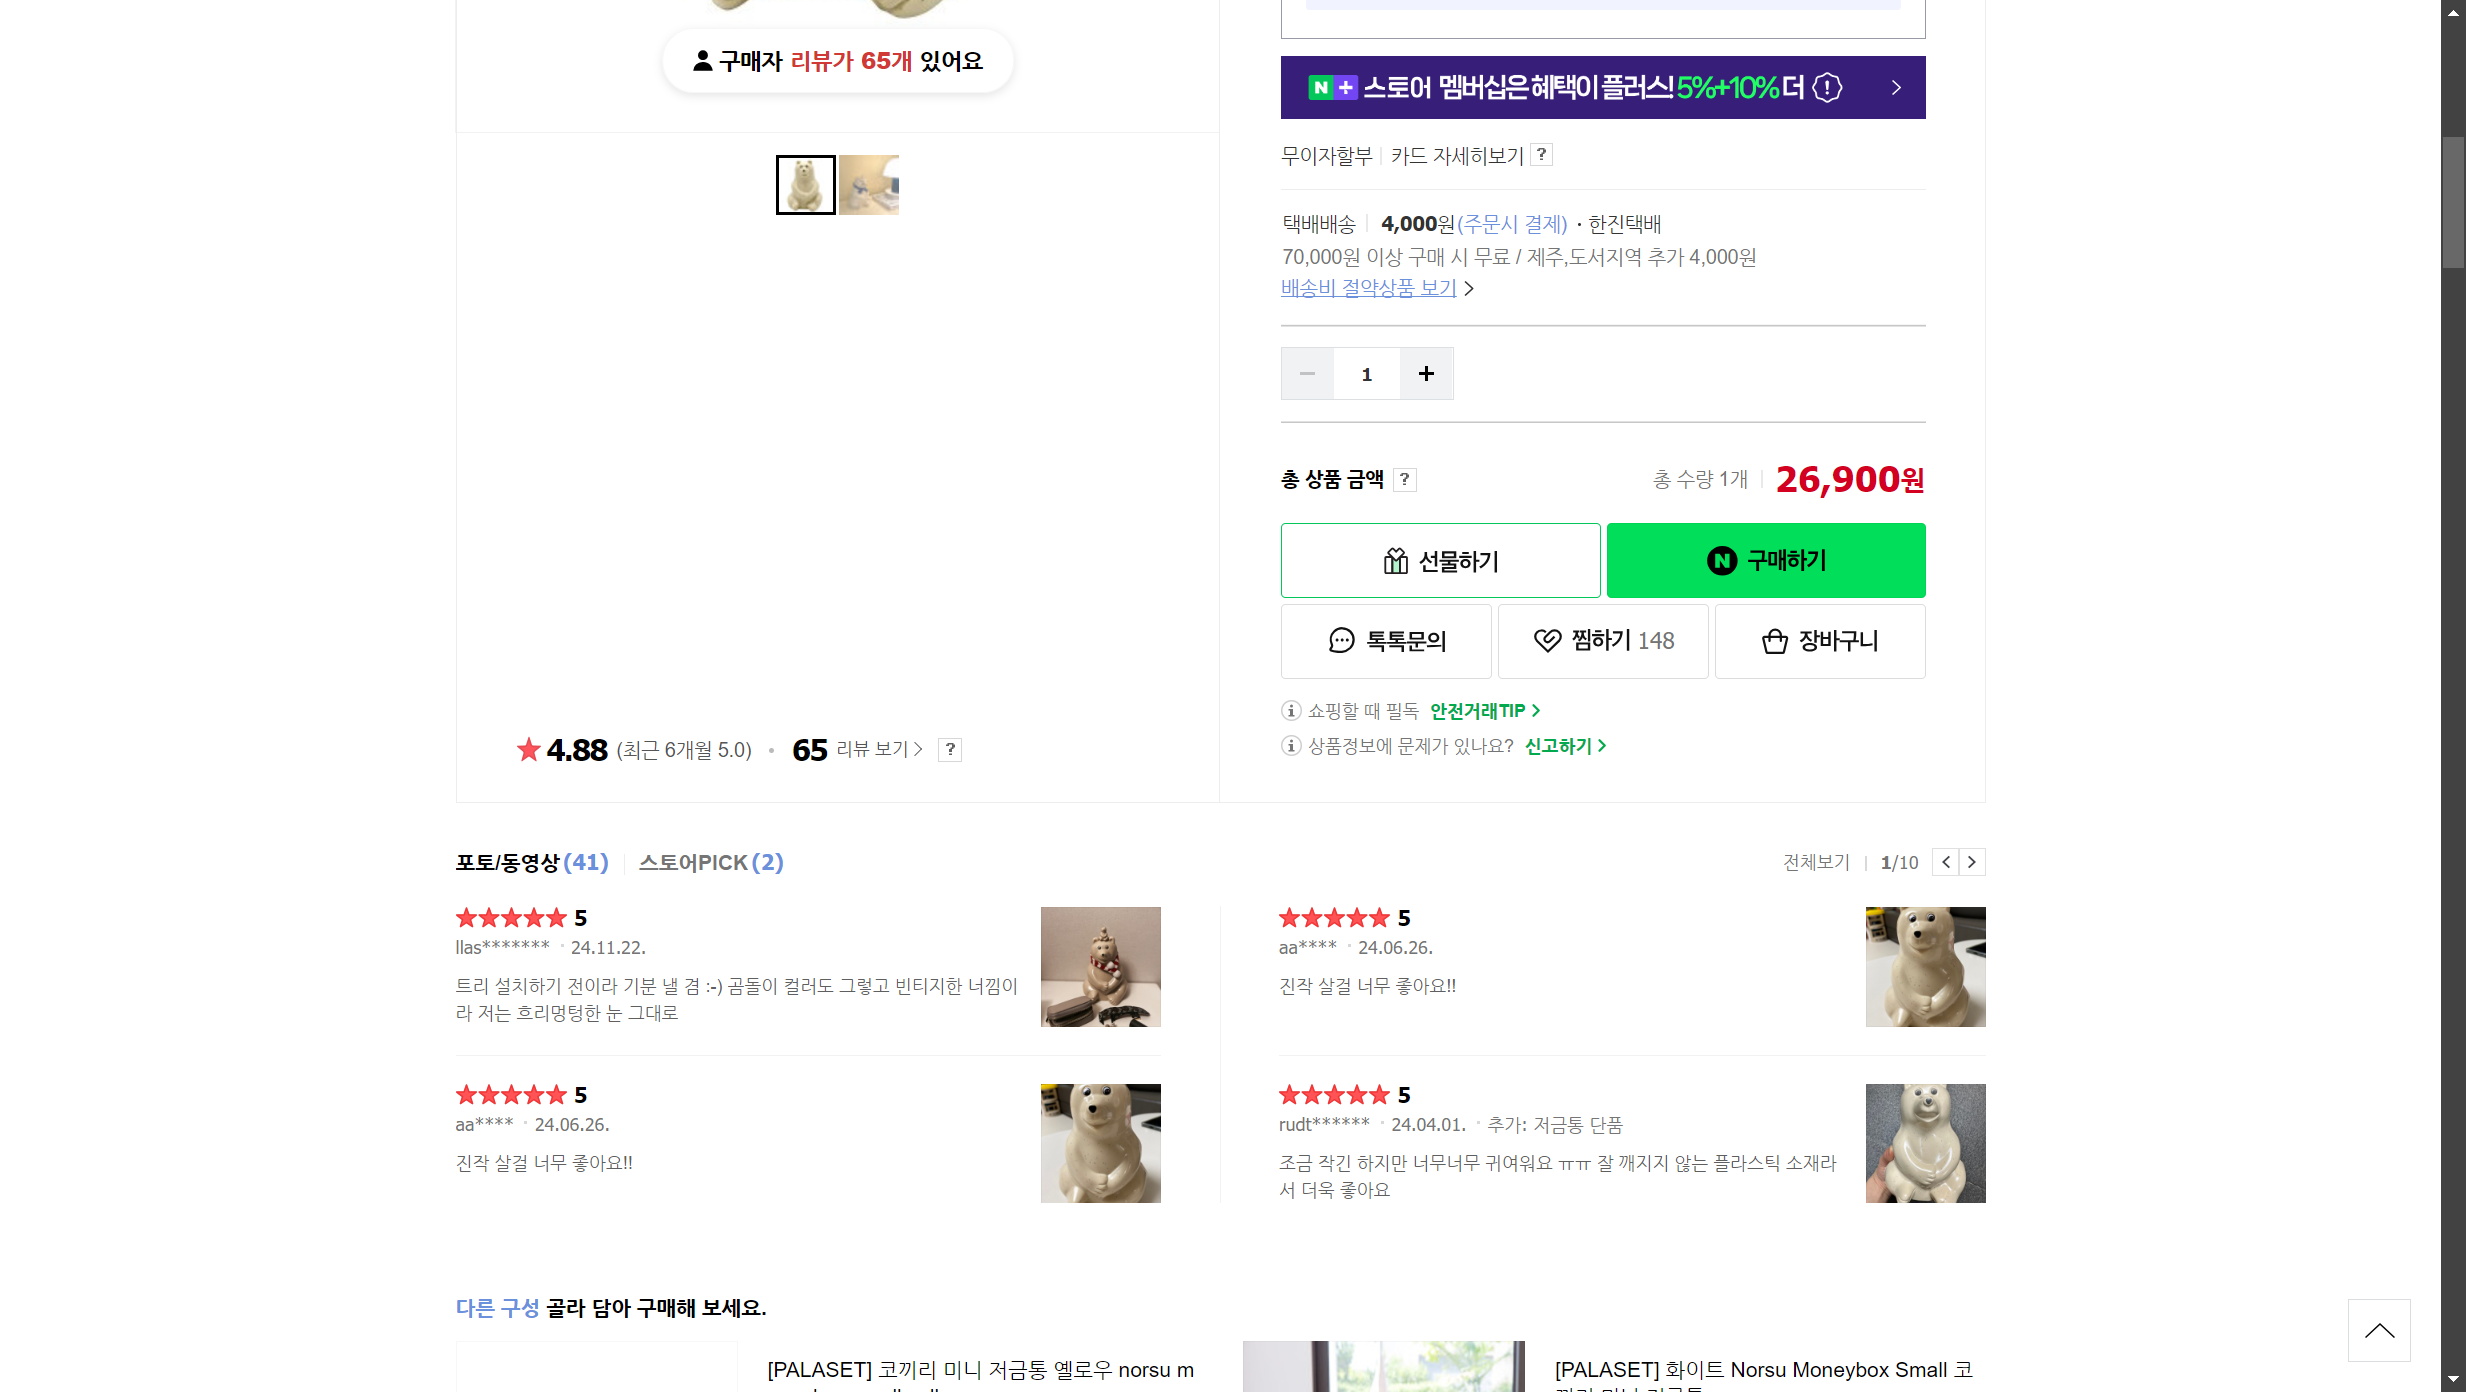 구매자 리뷰가 65개 있어요
N + 스토어 멤버십은 혜택이 플러스! 5%+10% 더
무이자할부 카드 자세히보기 ?
택배배송 4,000원(주문시 결제) · 한진택배
70,000원 이상 구매 시 무료 / 제주,도서지역 추가 4,000원
배송비 절약상품 보기
1
총 상품 금액 ? 총 수량 1개 26,900원
선물하기 N 구매하기
톡톡문의 찜하기 148 장바구니
쇼핑할 때 필독 안전거래TIP
상품정보에 문제가 있나요? 신고하기
4.88 (최근 6개월 5.0) · 65 리뷰 보기 ?
포토/동영상(41) 스토어PICK(2)
전체보기 1/10
5
llas******* · 24.11.22.
트리 설치하기 전이라 기분 낼 겸 :-) 곰돌이 컬러도 그렇고 빈티지한 너낌이
라 저는 흐리멍텅한 눈 그대로
5
aa**** · 24.06.26.
진작 살걸 너무 좋아요!!
5
aa**** · 24.06.26.
진작 살걸 너무 좋아요!!
5
rudt****** · 24.04.01. · 추가: 저금통 단품
조금 작긴 하지만 너무너무 귀여워요 ㅠㅠ 잘 깨지지 않는 플라스틱 소재라
서 더욱 좋아요
다른 구성 골라 담아 구매해 보세요.
[PALASET] 코끼리 미니 저금통 옐로우 norsu m
[PALASET] 화이트 Norsu Moneybox Small 코